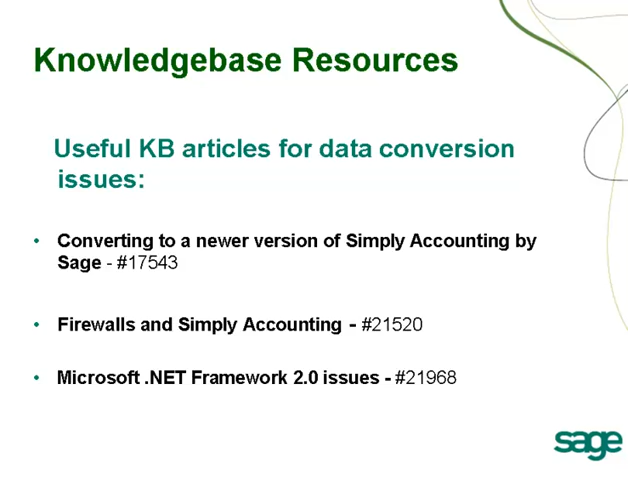 Knowledgebase Resources
Useful KB articles for data conversion
issues:
• Converting to a newer version of Simply Accounting by
Sage - #17543
• Firewalls and Simply Accounting - #21520
• Microsoft .NET Framework 2.0 issues - #21968
sage